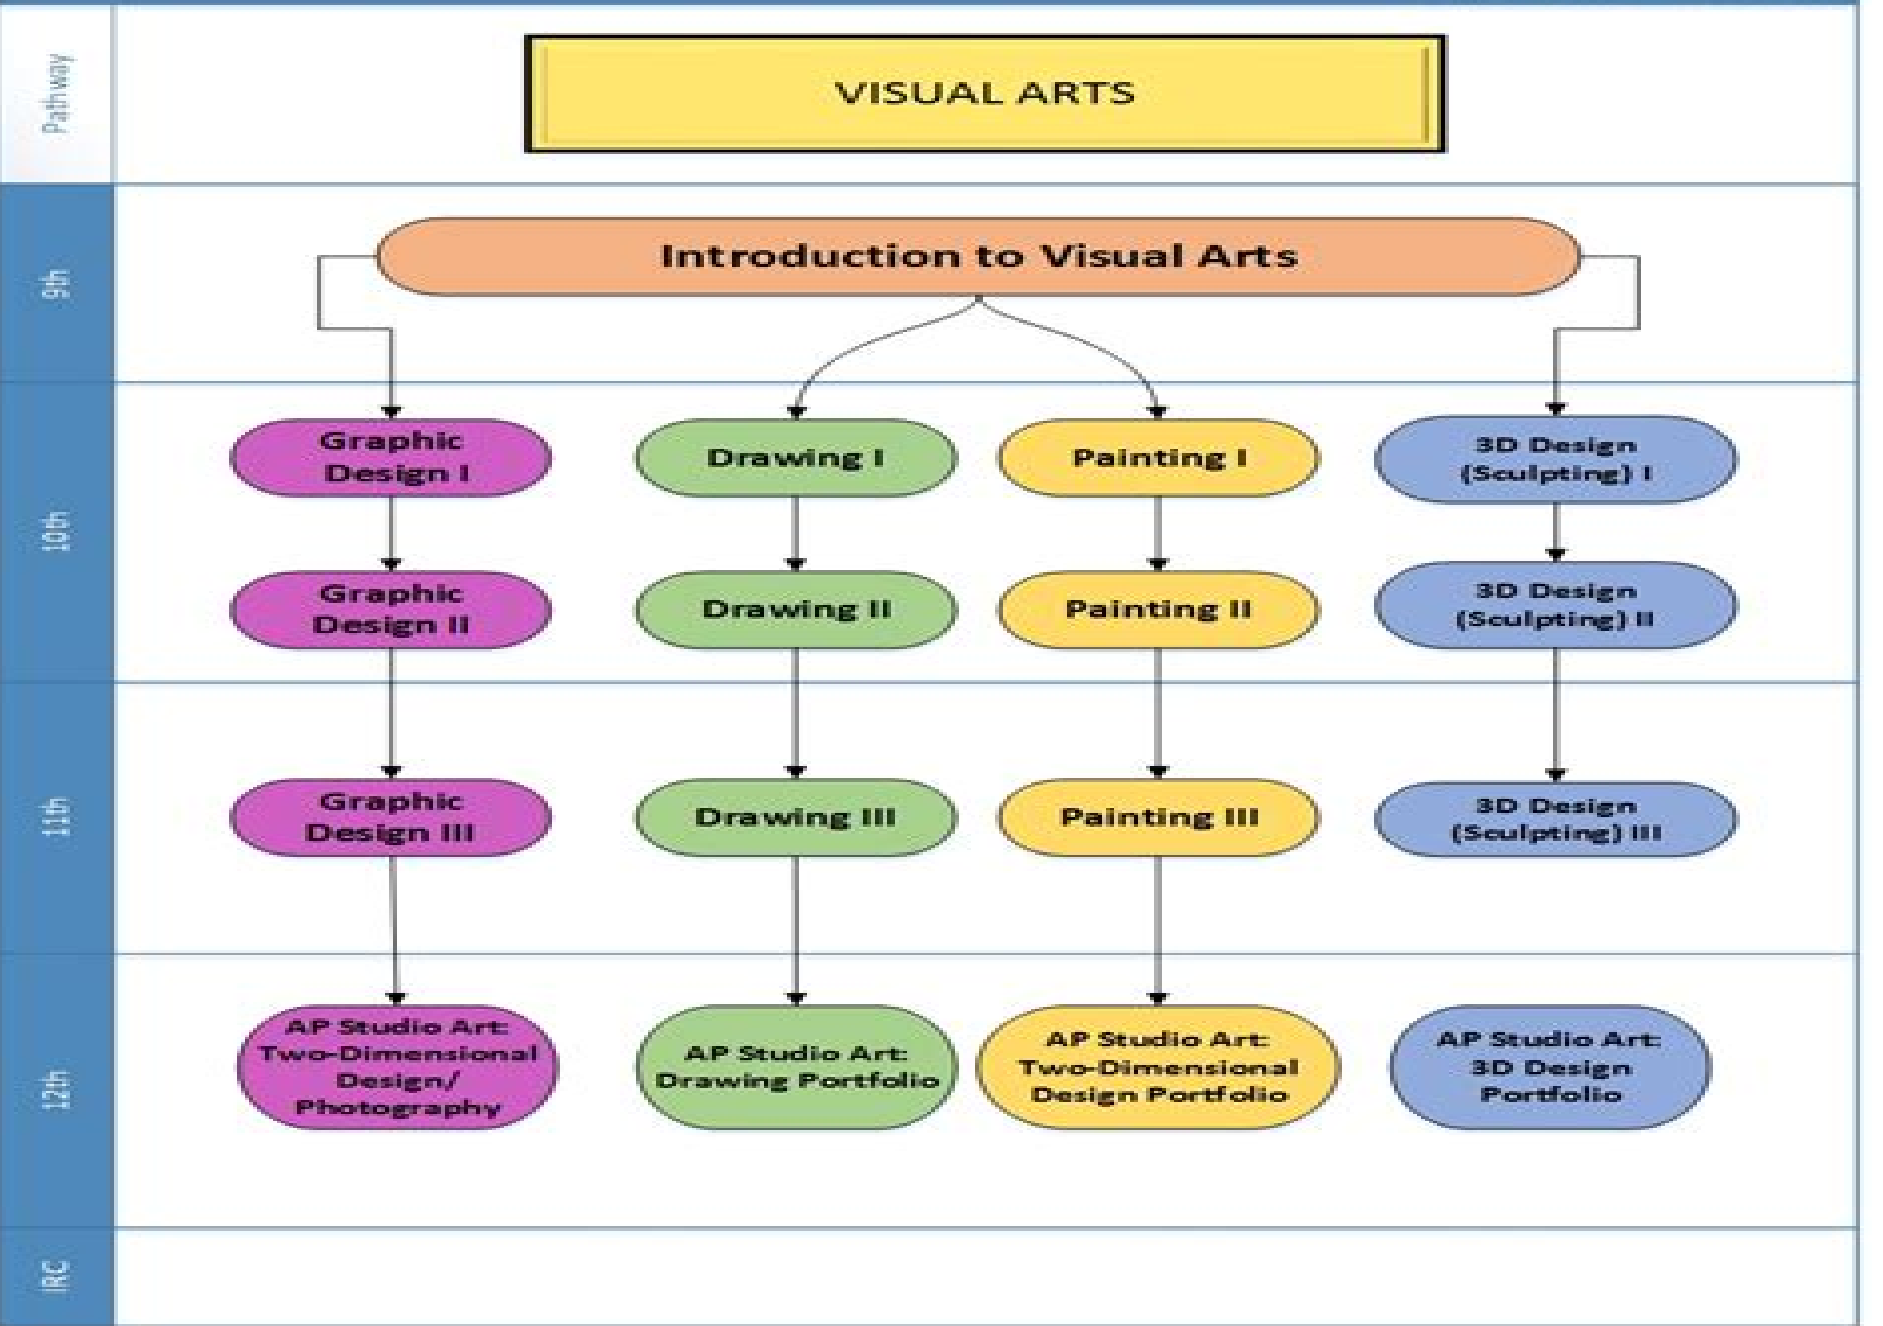 Pathway
VISUAL ARTS
9th
Introduction to Visual Arts
10th
Graphic
Design I
Drawing I
Painting I
3D Design
(Sculpting) I
Graphic
Design II
Drawing II
Painting II
3D Design
(Sculpting) II
11th
Graphic
Design III
Drawing III
Painting III
3D Design
(Sculpting) III
12th
AP Studio Art:
Two-Dimensional
Design/
Photography
AP Studio Art:
Drawing Portfolio
AP Studio Art:
Two-Dimensional
Design Portfolio
AP Studio Art:
3D Design
Portfolio
IRC